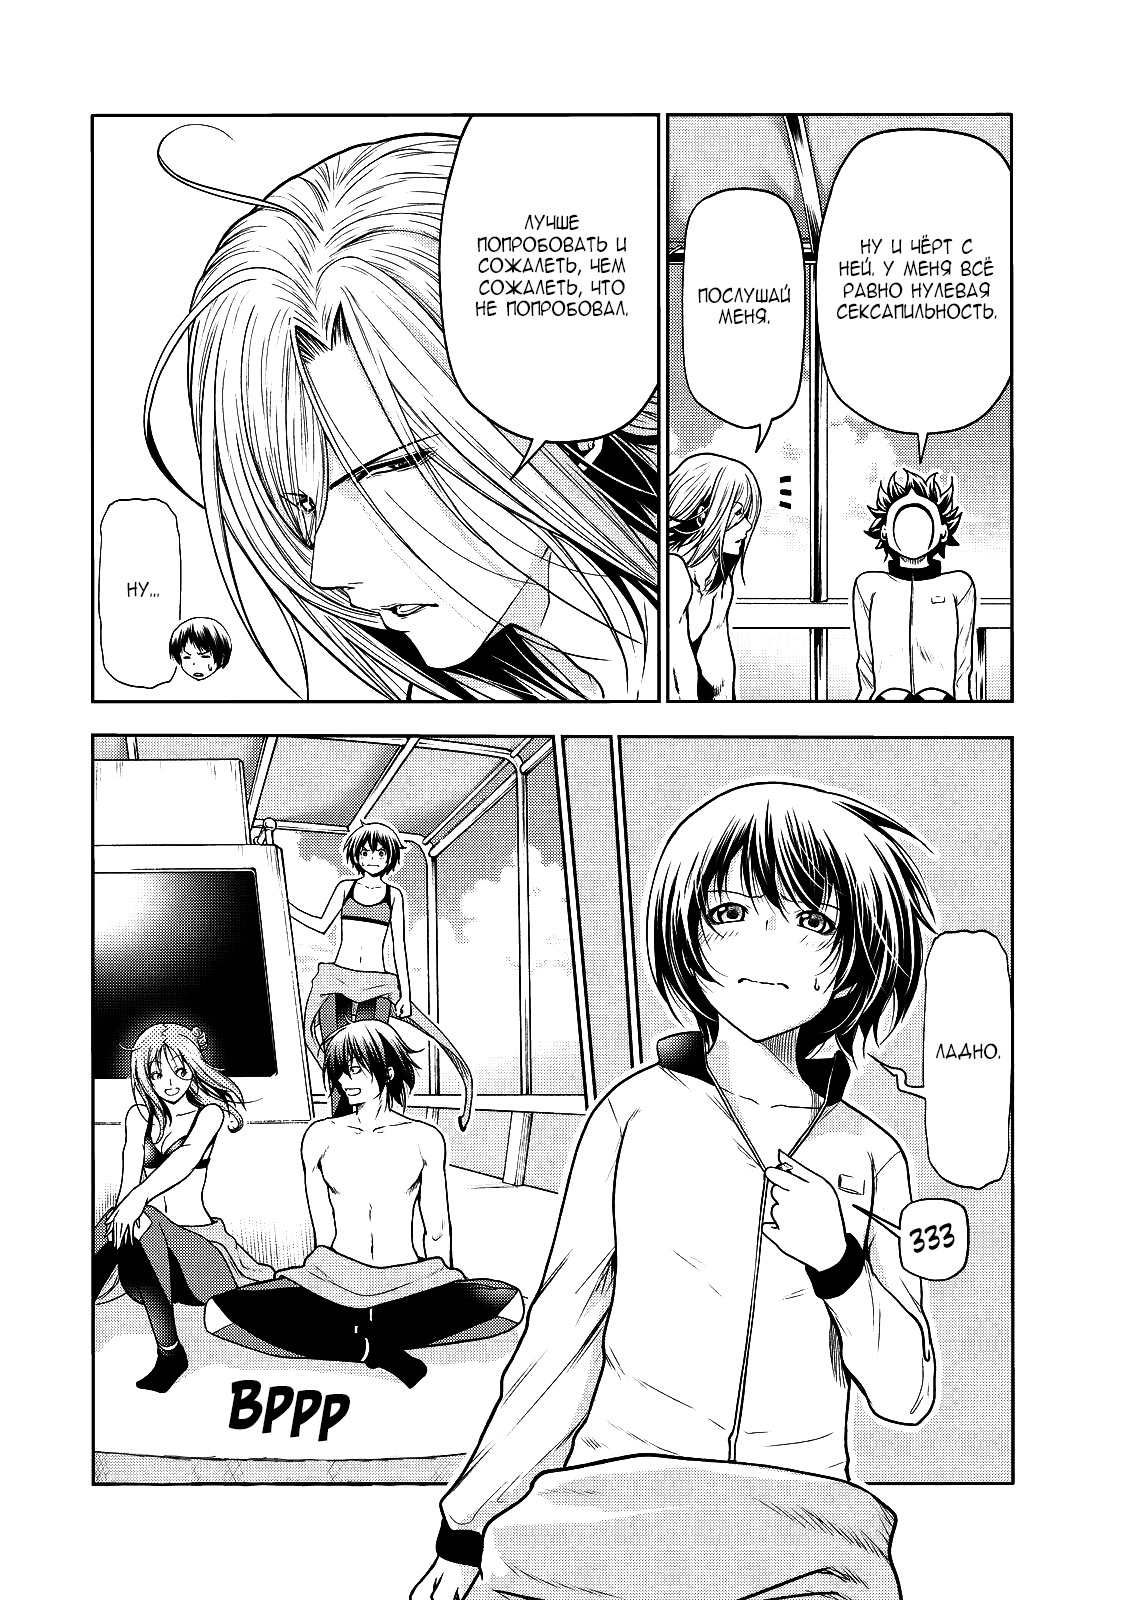 НУ И ЧЁРТ С
НЕЙ. У МЕНЯ ВСЁ
РАВНО НУЛЕВАЯ
СЕКСАПИЛЬНОСТЬ.
ПОСЛУШАЙ
МЕНЯ.
ЛУЧШЕ
ПОПРОБОВАТЬ И
СОЖАЛЕТЬ, ЧЕМ
СОЖАЛЕТЬ, ЧТО
НЕ ПОПРОБОВАЛ.
НУ...
ЛАДНО.
ЗЗЗ
ВРРР